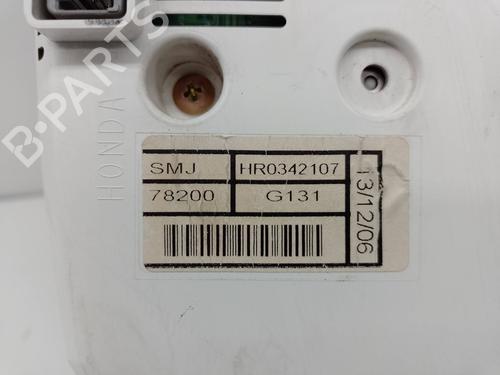 B-PARTS
HONDA
SMJ HR0342107
78200 G131
13/12/06